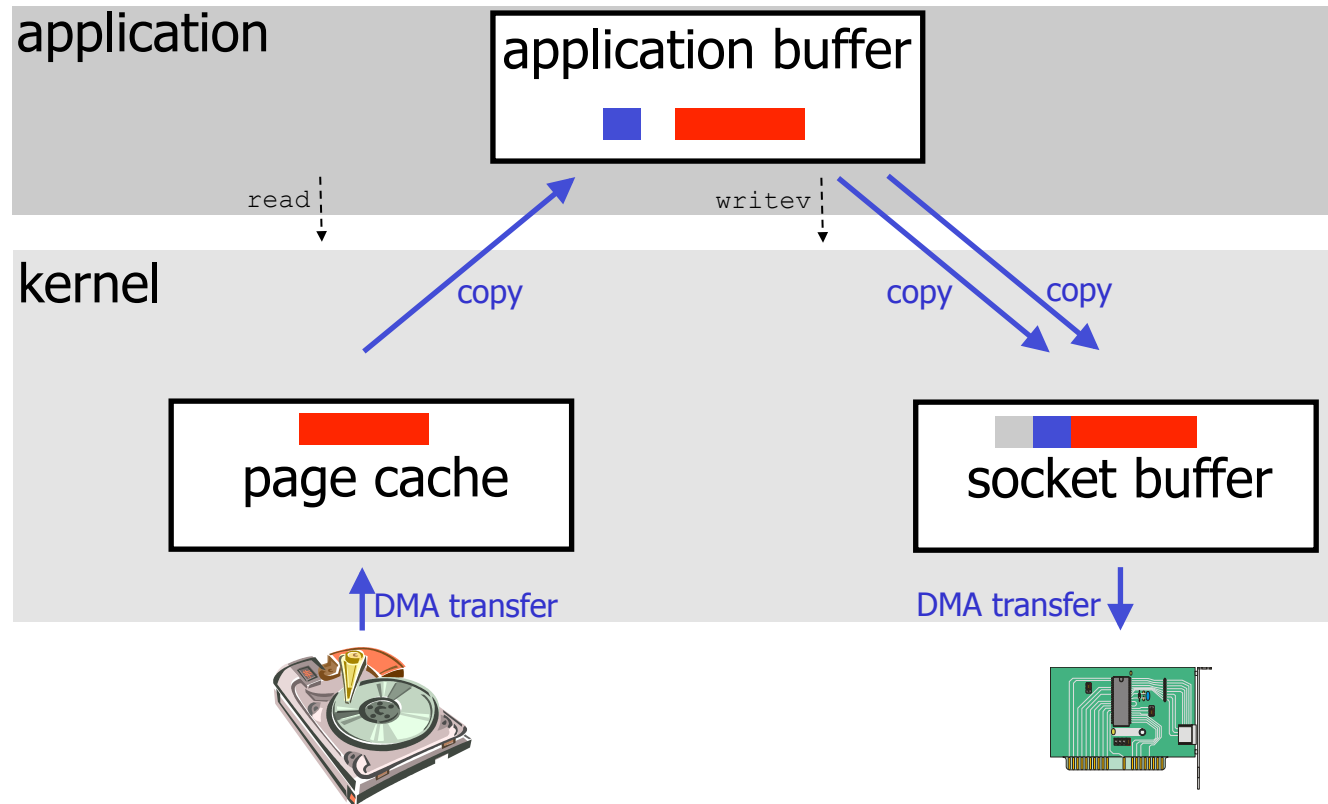 application
application buffer
read
writev
kernel
copy
copy
copy
page cache
socket buffer
DMA transfer
DMA transfer